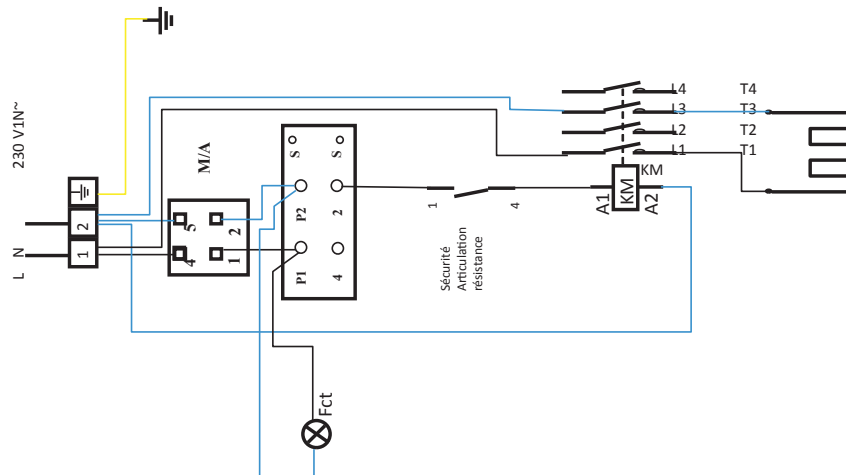 230 V1N~
L N
1
2
M/A
4
5
1
2
S
S
P2
2
P1
4
1
4
Sécurité
Articulation
résistance
L4 T4
L3 T3
L2 T2
L1 T1
KM
A1
KM
A2
Fct